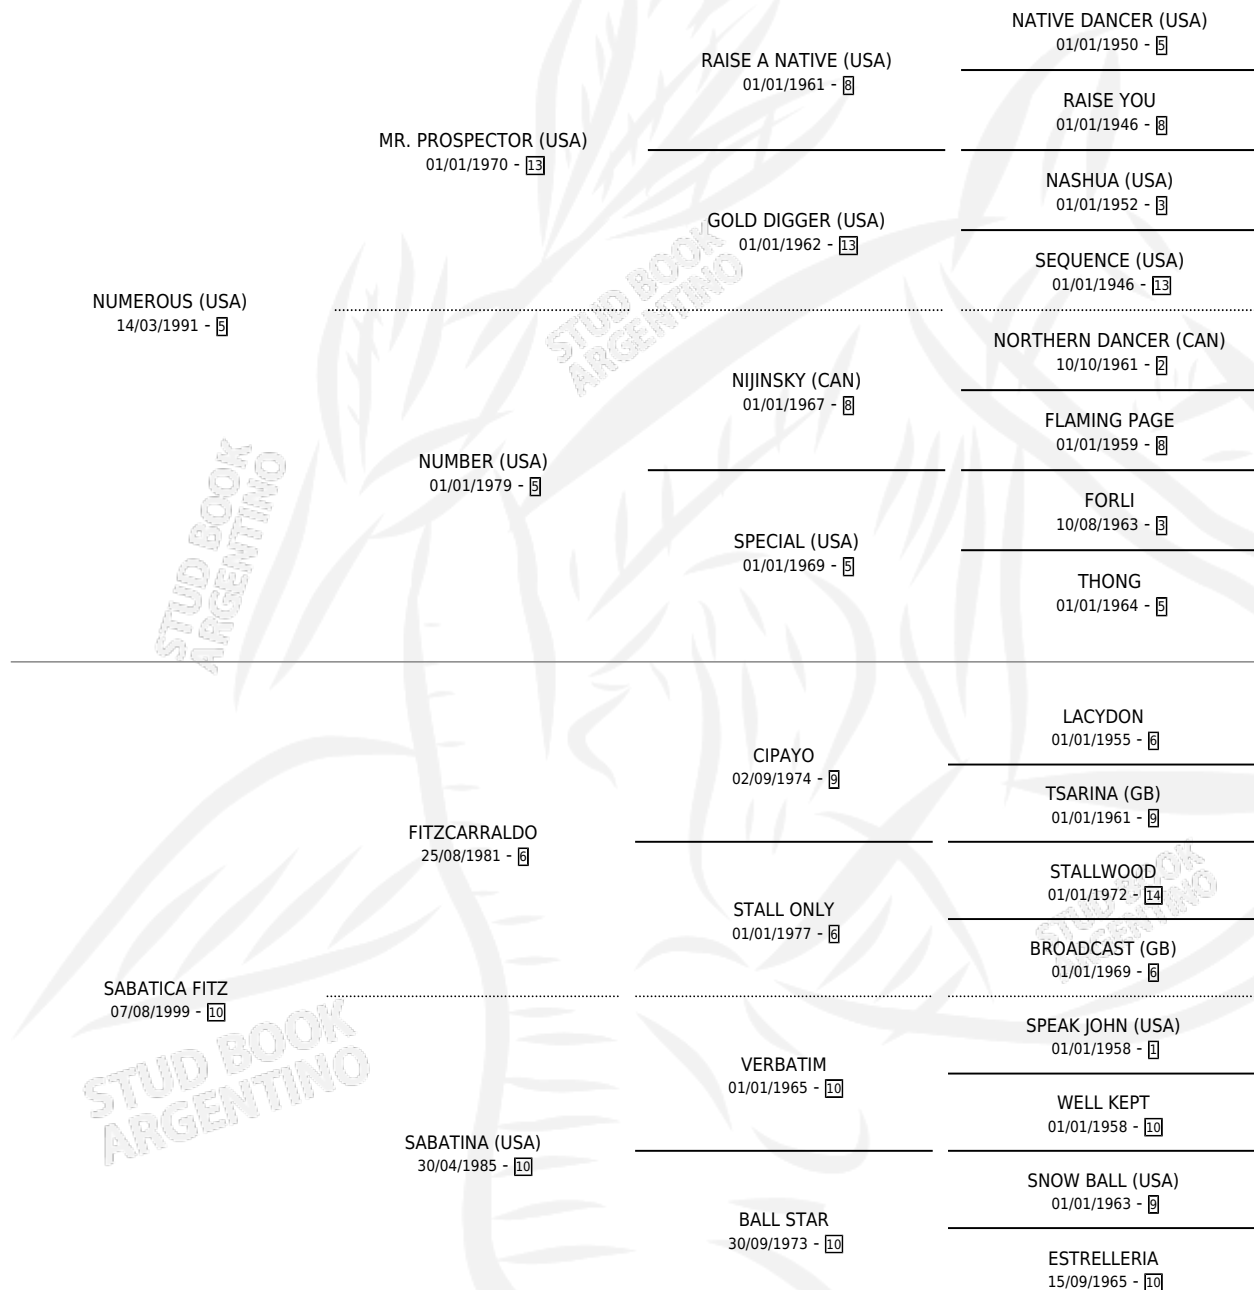 NATIVE DANCER (USA)
01/01/1950 - 5
RAISE A NATIVE (USA)
01/01/1961 - 8
RAISE YOU
01/01/1946 - 8
MR. PROSPECTOR (USA)
01/01/1970 - 13
NASHUA (USA)
01/01/1952 - 3
GOLD DIGGER (USA)
01/01/1962 - 13
SEQUENCE (USA)
01/01/1946 - 13
NUMEROUS (USA)
14/03/1991 - 5
NORTHERN DANCER (CAN)
10/10/1961 - 2
NIJINSKY (CAN)
01/01/1967 - 8
FLAMING PAGE
01/01/1959 - 8
NUMBER (USA)
01/01/1979 - 5
FORLI
10/08/1963 - 3
SPECIAL (USA)
01/01/1969 - 5
THONG
01/01/1964 - 5
LACYDON
01/01/1955 - 6
CIPAYO
02/09/1974 - 9
TSARINA (GB)
01/01/1961 - 9
FITZCARRALDO
25/08/1981 - 6
STALLWOOD
01/01/1972 - 14
STALL ONLY
01/01/1977 - 6
BROADCAST (GB)
01/01/1969 - 6
SABATICA FITZ
07/08/1999 - 10
SPEAK JOHN (USA)
01/01/1958 - 1
VERBATIM
01/01/1965 - 10
WELL KEPT
01/01/1958 - 10
SABATINA (USA)
30/04/1985 - 10
SNOW BALL (USA)
01/01/1963 - 9
BALL STAR
30/09/1973 - 10
ESTRELLERIA
15/09/1965 - 10
STUD BOOK
ARGENTINO
STUD BOOK
ARGENTINO
STUD BOOK
ARGENTINO
STUD BOOK
ARGENTINO